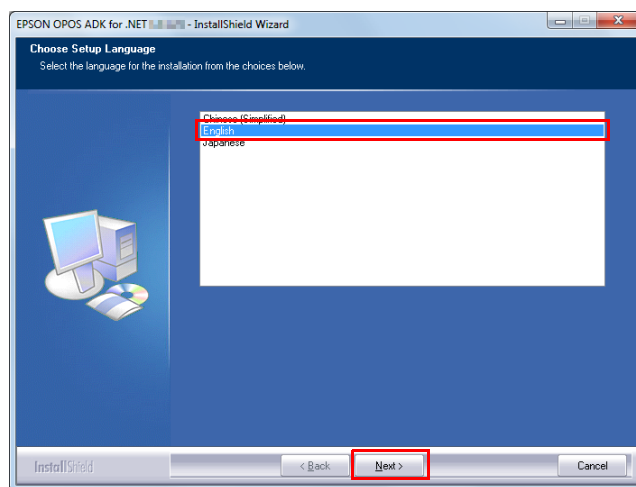 EPSON OPOS ADK for .NET - InstallShield Wizard
Choose Setup Language
Select the language for the installation from the choices below.
Chinese (Simplified)
English
Japanese
InstallShield
< Back
Next >
Cancel